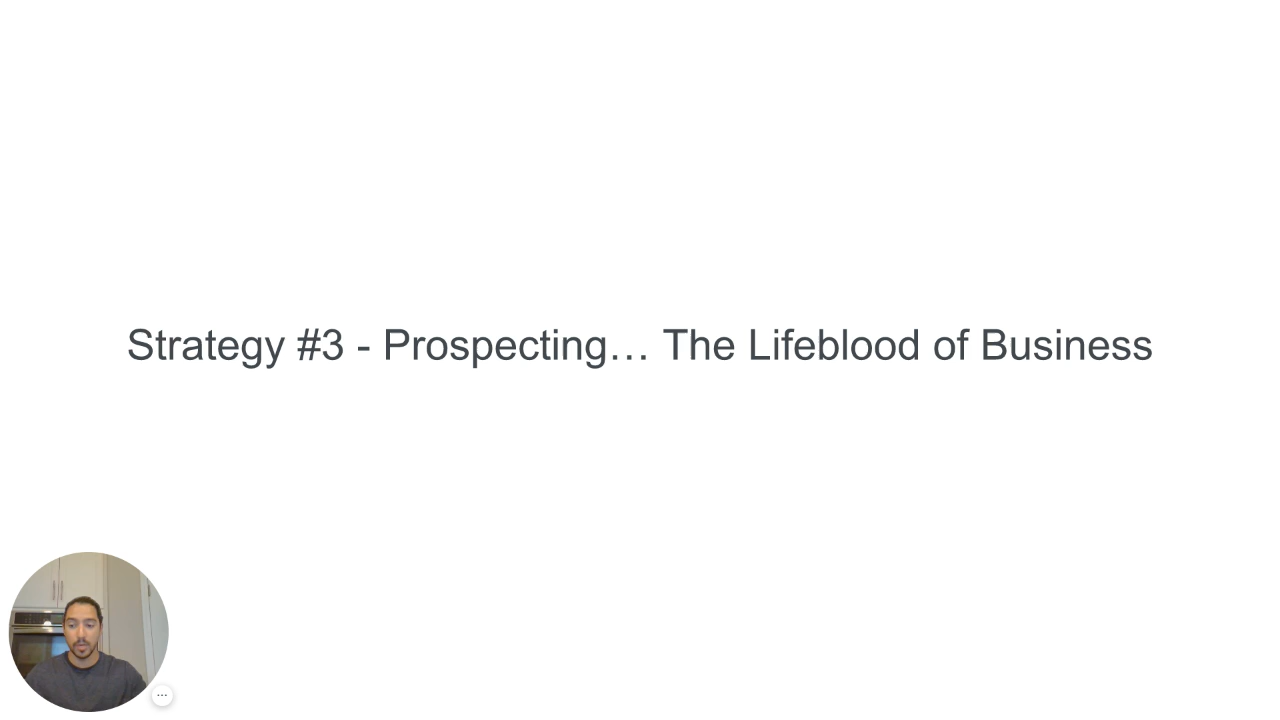 Strategy #3 - Prospecting… The Lifeblood of Business